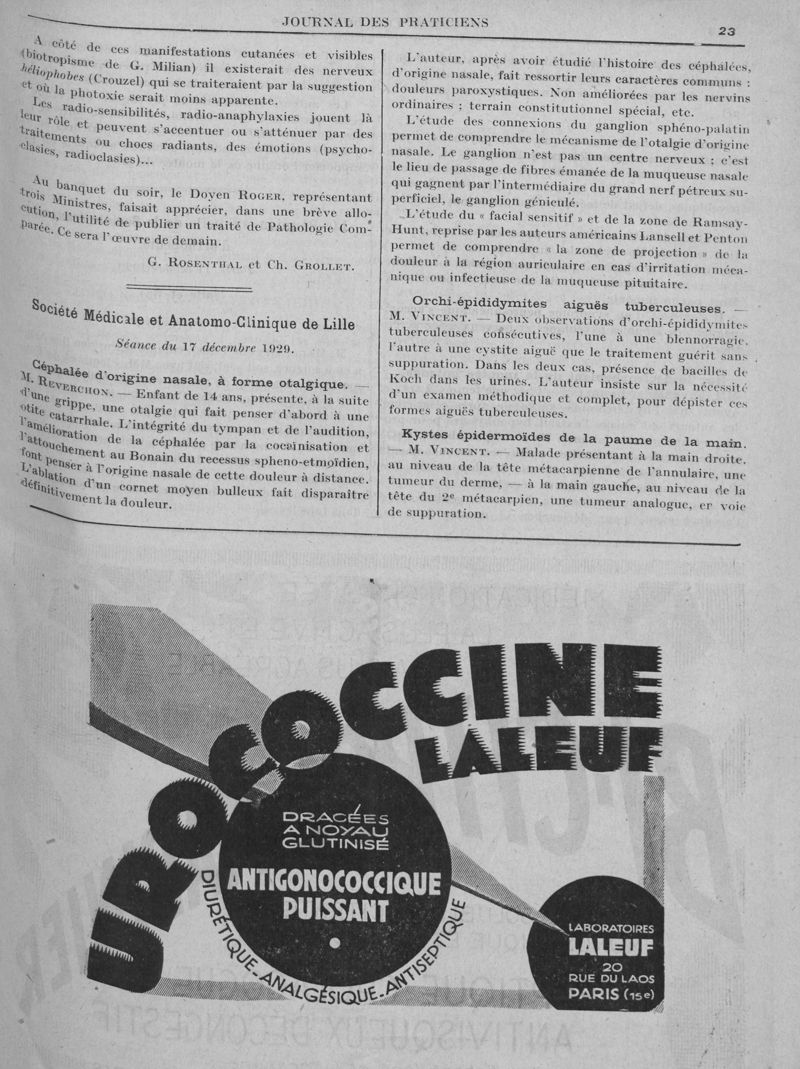 JOURNAL DES PRATICIENS
23
A côté de ces manifestations cutanées et visibles
(biotropisme de G. Milian) il existerait des nerveux
héliophobes (Crouzel) qui se traiteraient par la suggestion
et où la photoxie serait moins apparente.
Les radio-sensibilités, radio-anaphylaxies jouent là
leur rôle et peuvent s'accentuer ou s'atténuer par des
traitements ou chocs radiants, des émotions (psycho-
clasies, radioclasies)...
Au banquet du soir, le Doyen ROGER, représentant
trois Ministres, faisait apprécier, dans une brève allo-
cution, l'utilité de publier un traité de Pathologie Com-
parée. Ce sera l'œuvre de demain.
G. ROSENTHAL et Ch. GROLLET.
Société Médicale et Anatomo-Clinique de Lille
Séance du 17 décembre 1929.
Céphalée d'origine nasale, à forme otalgique. —
M. REVERCHON. — Enfant de 14 ans, présente, à la suite
d'une grippe, une otalgie qui fait penser d'abord à une
otite catarrhale. L'intégrité du tympan et de l'audition,
l'amélioration de la céphalée par la cocaïnisation et
l'attouchement au Bonain du recessus spheno-etmoïdien,
font penser à l'origine nasale de cette douleur à distance.
L'ablation d'un cornet moyen bulleux fait disparaître
définitivement la douleur.
L'auteur, après avoir étudié l'histoire des céphalées,
d'origine nasale, fait ressortir leurs caractères communs :
douleurs paroxystiques. Non améliorées par les nervins
ordinaires ; terrain constitutionnel spécial, etc.
L'étude des connexions du ganglion sphéno-palatin
permet de comprendre le mécanisme de l'otalgie d'origine
nasale. Le ganglion n'est pas un centre nerveux ; c'est
le lieu de passage de fibres émanée de la muqueuse nasale
qui gagnent par l'intermédiaire du grand nerf pétreux su-
perficiel, le ganglion géniculé.
L'étude du « facial sensitif » et de la zone de Ramsay-
Hunt, reprise par les auteurs américains Lansell et Penton
permet de comprendre « la zone de projection » de la
douleur à la région auriculaire en cas d'irritation méca-
nique ou infectieuse de la muqueuse pituitaire.
Orchi-épididymites aiguës tuberculeuses. —
M. VINCENT. — Deux observations d'orchi-épididymites
tuberculeuses consécutives, l'une à une blennorragie,
l'autre à une cystite aiguë que le traitement guérit sans
suppuration. Dans les deux cas, présence de bacilles de
Koch dans les urines. L'auteur insiste sur la nécessité
d'un examen méthodique et complet, pour dépister ces
formes aiguës tuberculeuses.
Kystes épidermoïdes de la paume de la main.
— M. VINCENT. — Malade présentant à la main droite,
au niveau de la tête métacarpienne de l'annulaire, une
tumeur du derme, — à la main gauche, au niveau de la
tête du 2e métacarpien, une tumeur analogue, er voie
de suppuration.
UROCOCCINE
LALEUF
DRAGÉES
A NOYAU
GLUTINISÉ
ANTIGONOCOCCIQUE
PUISSANT
DIURÉTIQUE-ANALGÉSIQUE-ANTISEPTIQUE
LABORATOIRES
LALEUF
20
RUE DU LAOS
PARIS (15e)